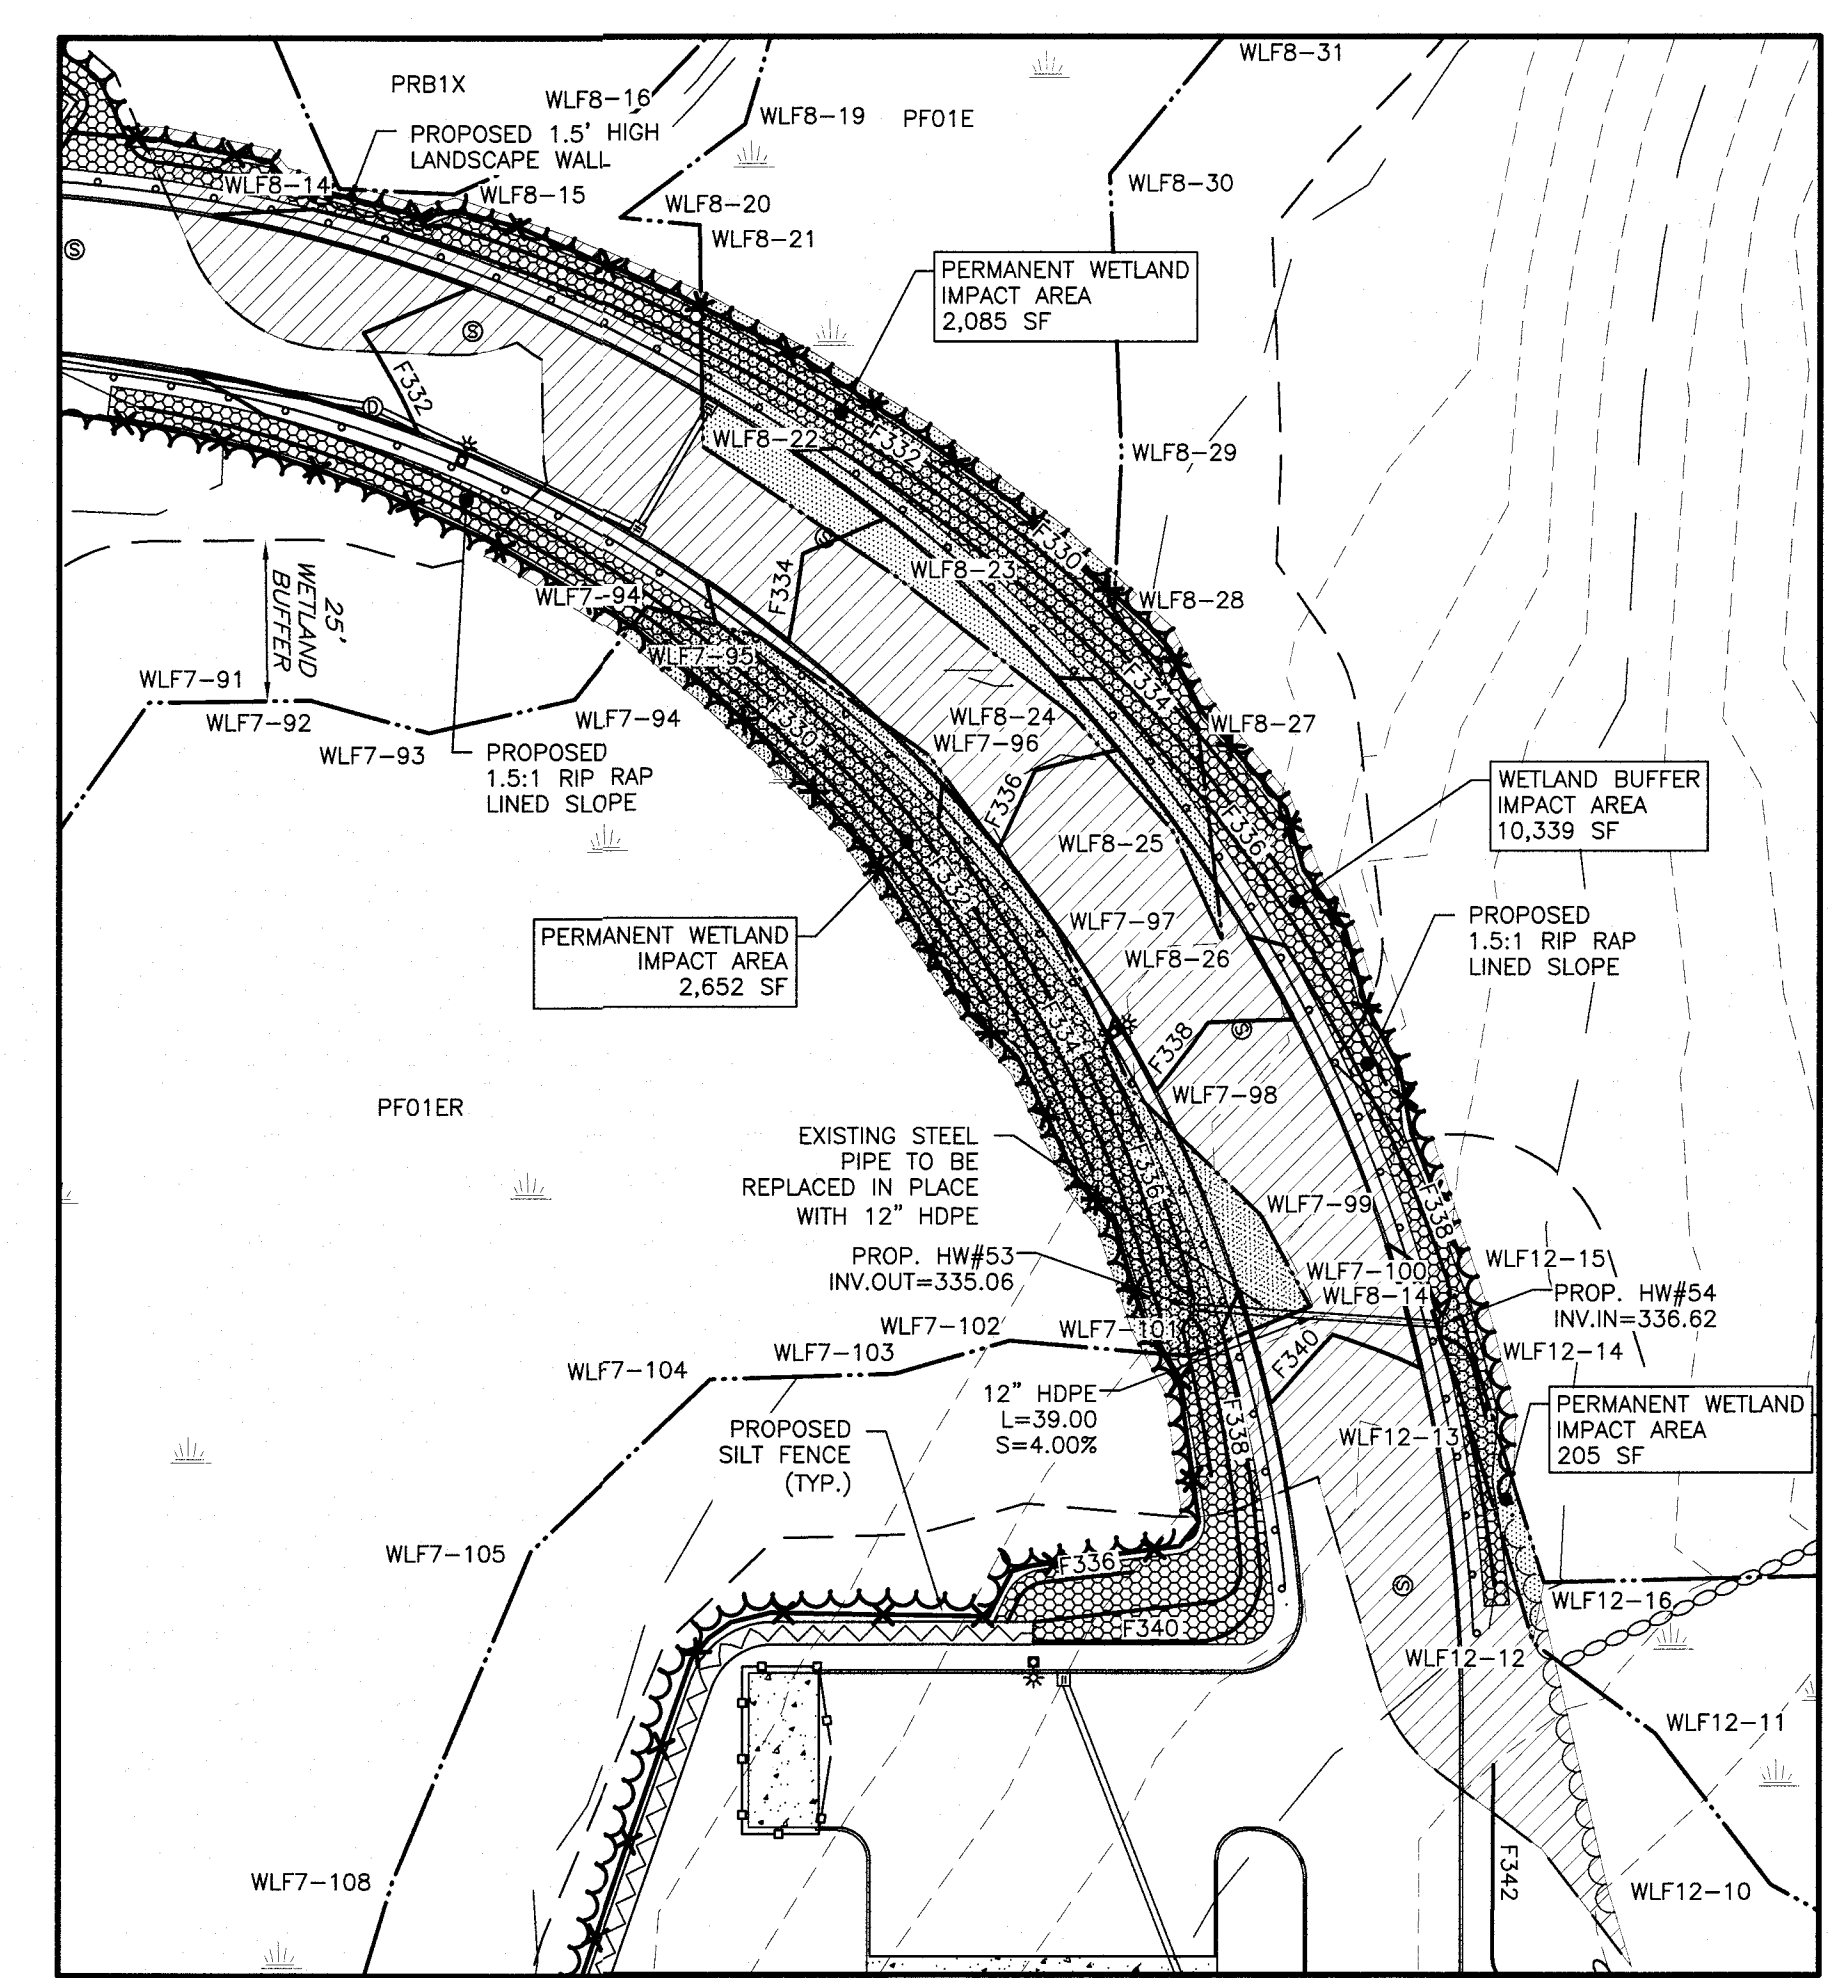 WLF8-31
PRB1X
WLF8-16
WLF8-19
PF01E
PROPOSED 1.5' HIGH
LANDSCAPE WALL
WLF8-14
WLF8-15
WLF8-30
WLF8-20
WLF8-21
S
PERMANENT WETLAND
IMPACT AREA
2,085 SF
S
F332
D
WLF8-22
F332
WLF8-29
F330
25'
WETLAND
BUFFER
F334
S
WLF8-23
WLF7-94
WLF8-28
WLF7-95
WLF7-91
WLF7-92
WLF7-93
WLF7-94
F330
F334
WLF8-24
WLF7-96
WLF8-27
PROPOSED
1.5:1 RIP RAP
LINED SLOPE
F336
F336
WETLAND BUFFER
IMPACT AREA
10,339 SF
WLF8-25
F332
PERMANENT WETLAND
IMPACT AREA
2,652 SF
WLF7-97
WLF8-26
PROPOSED
1.5:1 RIP RAP
LINED SLOPE
F334
F338
S
WLF7-98
PF01ER
EXISTING STEEL
PIPE TO BE
REPLACED IN PLACE
WITH 12" HDPE
F336
WLF7-99
F338
PROP. HW#53
INV.OUT=335.06
WLF7-100
WLF8-14
WLF12-15
PROP. HW#54
INV.IN=336.62
WLF7-102
WLF7-101
WLF7-103
WLF7-104
F340
WLF12-14
12" HDPE
L=39.00
S=4.00%
F338
PERMANENT WETLAND
IMPACT AREA
205 SF
PROPOSED
SILT FENCE
(TYP.)
WLF12-13
WLF7-105
F336
S
WLF12-16
F340
WLF12-12
WLF12-11
WLF7-108
F342
WLF12-10